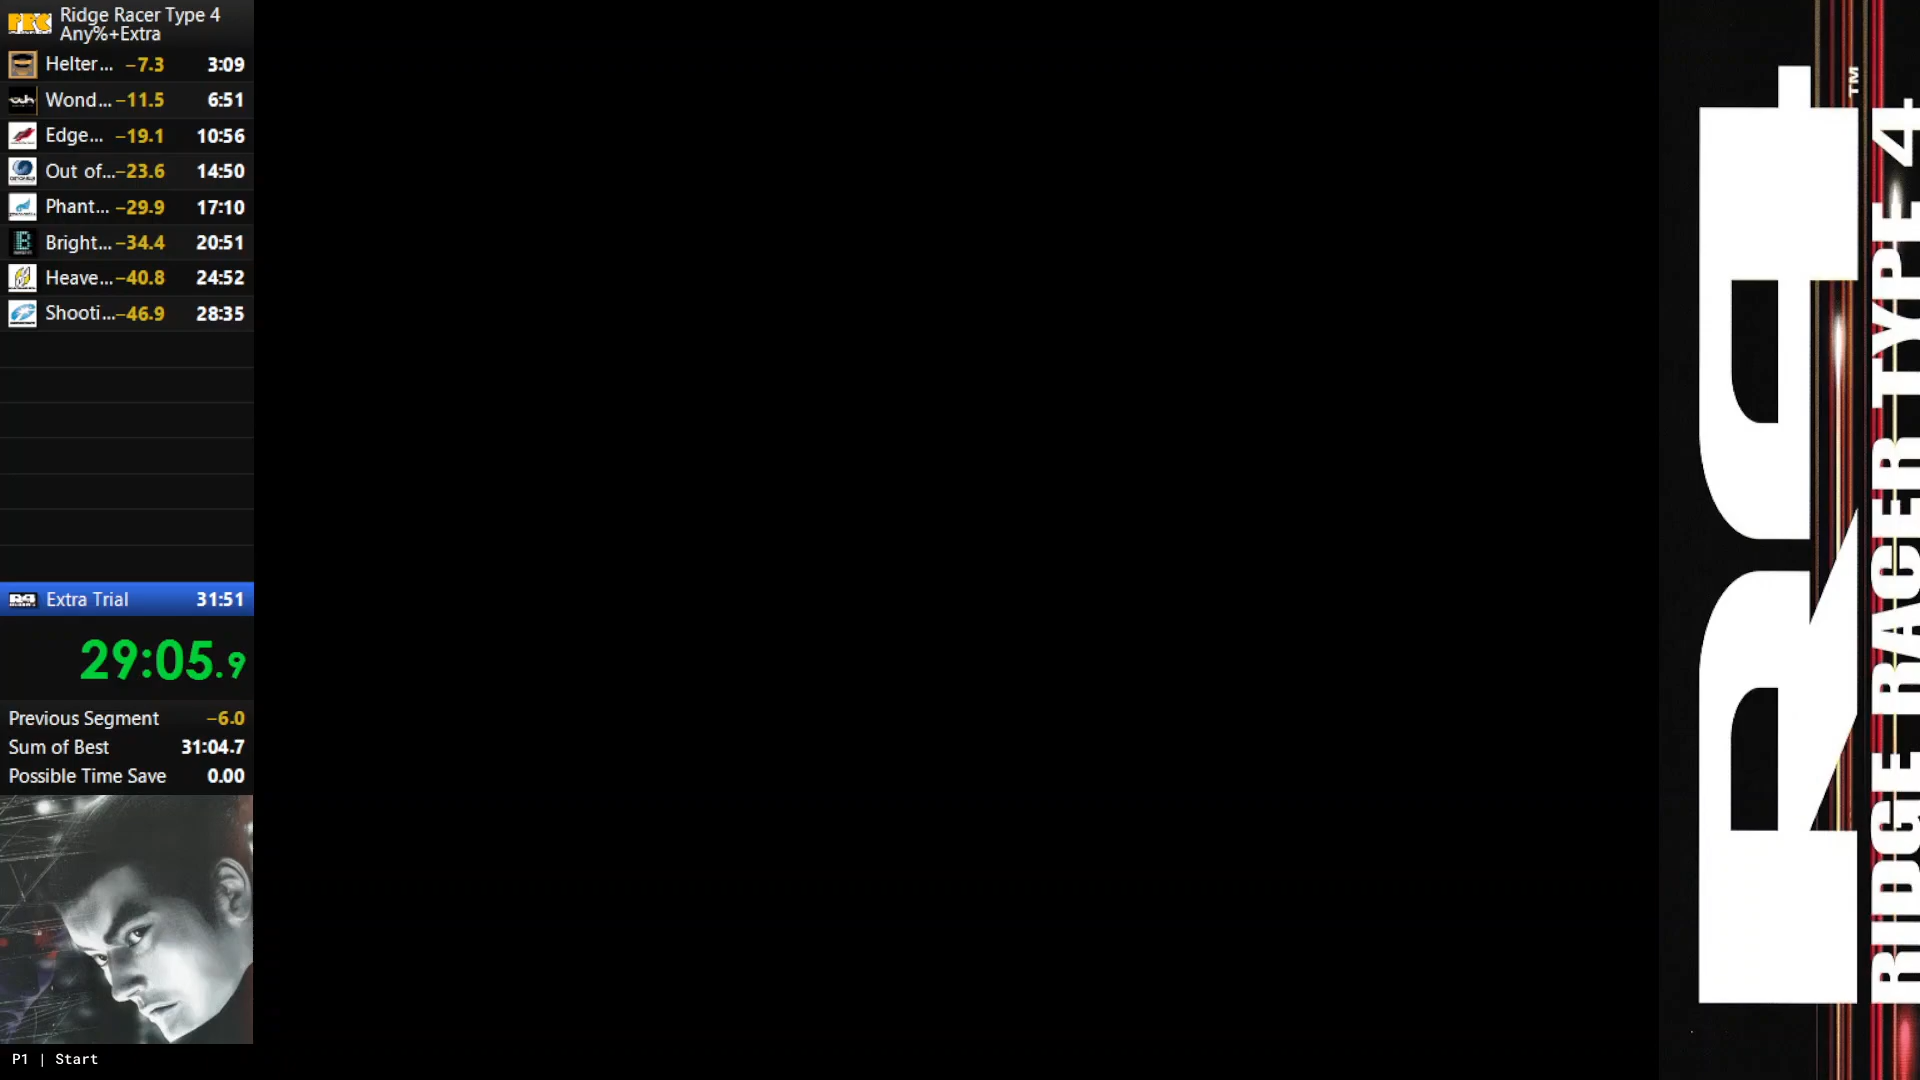 Ridge Racer Type 4
Any%+Extra
Helter... −7.3 3:09
Wond... −11.5 6:51
Edge... −19.1 10:56
Out of... −23.6 14:50
Phant... −29.9 17:10
Bright... −34.4 20:51
Heave... −40.8 24:52
Shooti... −46.9 28:35
Extra Trial 31:51
29:05.9
Previous Segment −6.0
Sum of Best 31:04.7
Possible Time Save 0.00
P1 | Start
R4 TM
RIDGE RACER TYPE 4